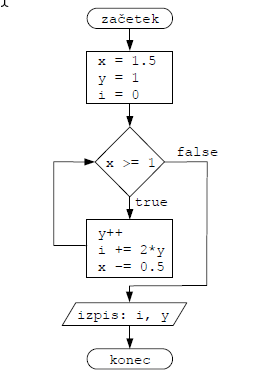 začetek
x = 1.5
y = 1
i = 0
x >= 1
false
true
y++
i += 2*y
x -= 0.5
izpis: i, y
konec